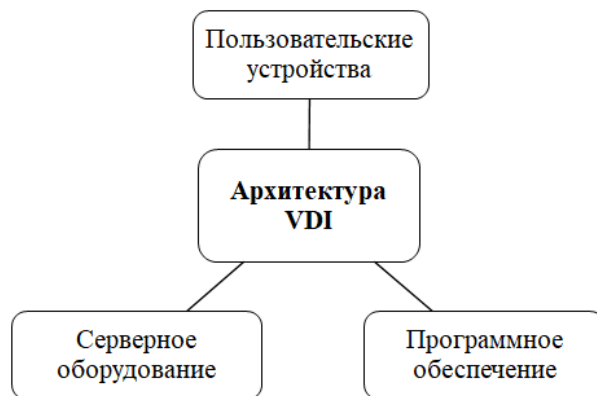 Пользовательские
устройства
Архитектура
VDI
Серверное
оборудование
Программное
обеспечение